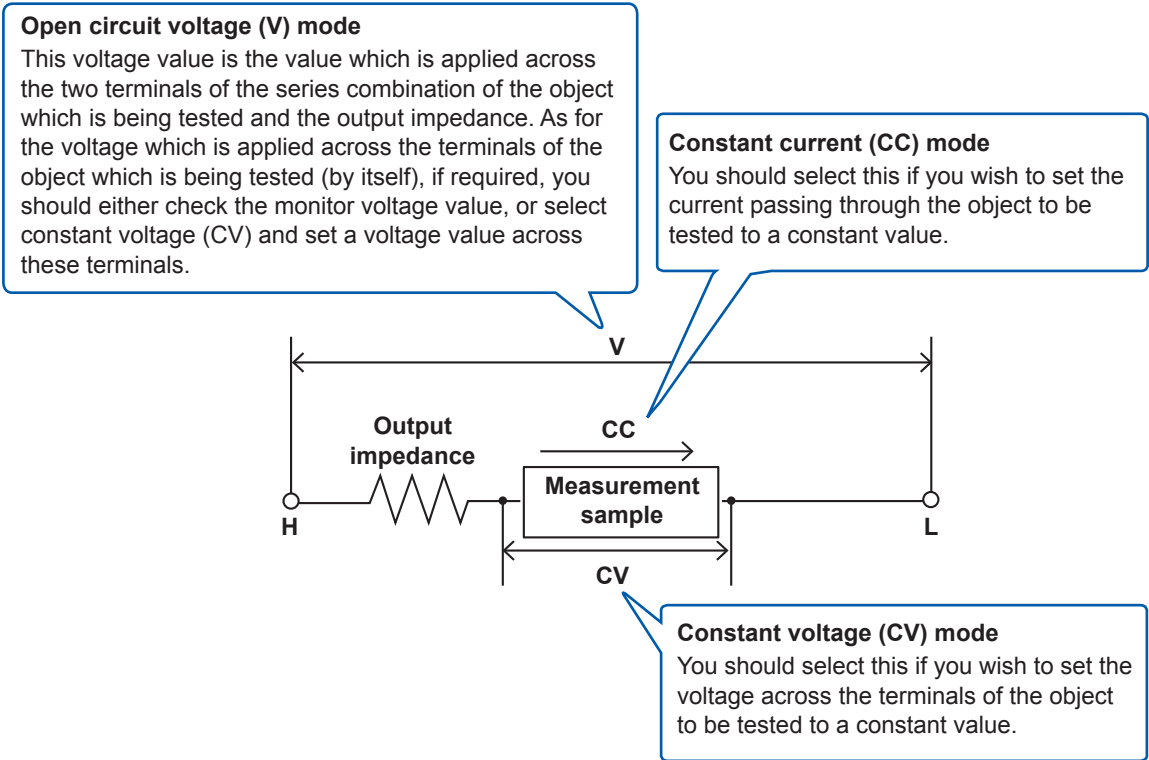 Open circuit voltage (V) mode
This voltage value is the value which is applied across
the two terminals of the series combination of the object
which is being tested and the output impedance. As for
the voltage which is applied across the terminals of the
object which is being tested (by itself), if required, you
should either check the monitor voltage value, or select
constant voltage (CV) and set a voltage value across
these terminals.
Constant current (CC) mode
You should select this if you wish to set the
current passing through the object to be
tested to a constant value.
V
Output
impedance
CC
Measurement
sample
H
L
CV
Constant voltage (CV) mode
You should select this if you wish to set the
voltage across the terminals of the object
to be tested to a constant value.